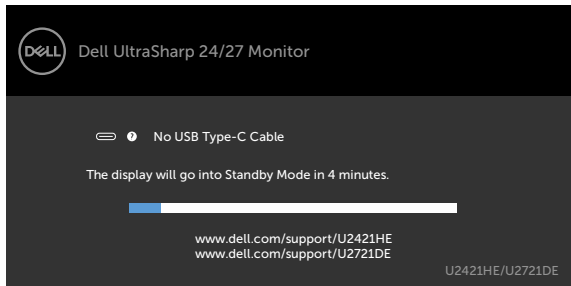 DELL
Dell UltraSharp 24/27 Monitor
? No USB Type-C Cable
The display will go into Standby Mode in 4 minutes.
www.dell.com/support/U2421HE
www.dell.com/support/U2721DE
U2421HE/U2721DE